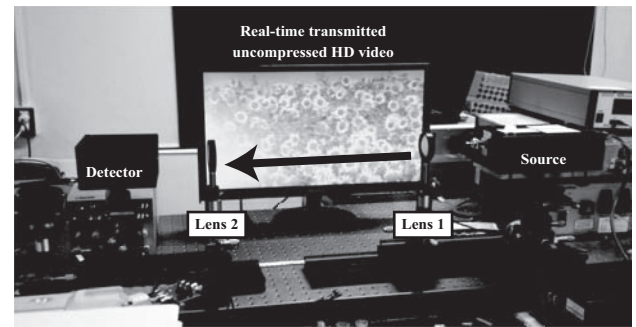 Real-time transmitted
uncompressed HD video
Detector
Source
Lens 2
Lens 1